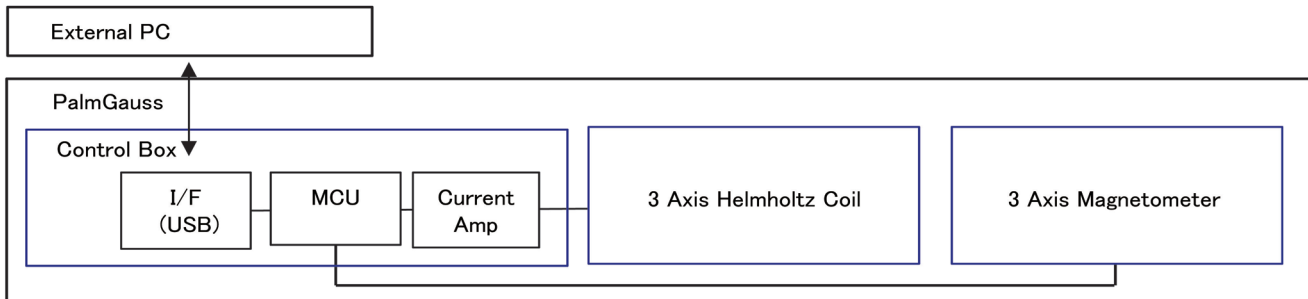 External PC
PalmGauss
Control Box
I/F
(USB)
MCU
Current
Amp
3 Axis Helmholtz Coil
3 Axis Magnetometer